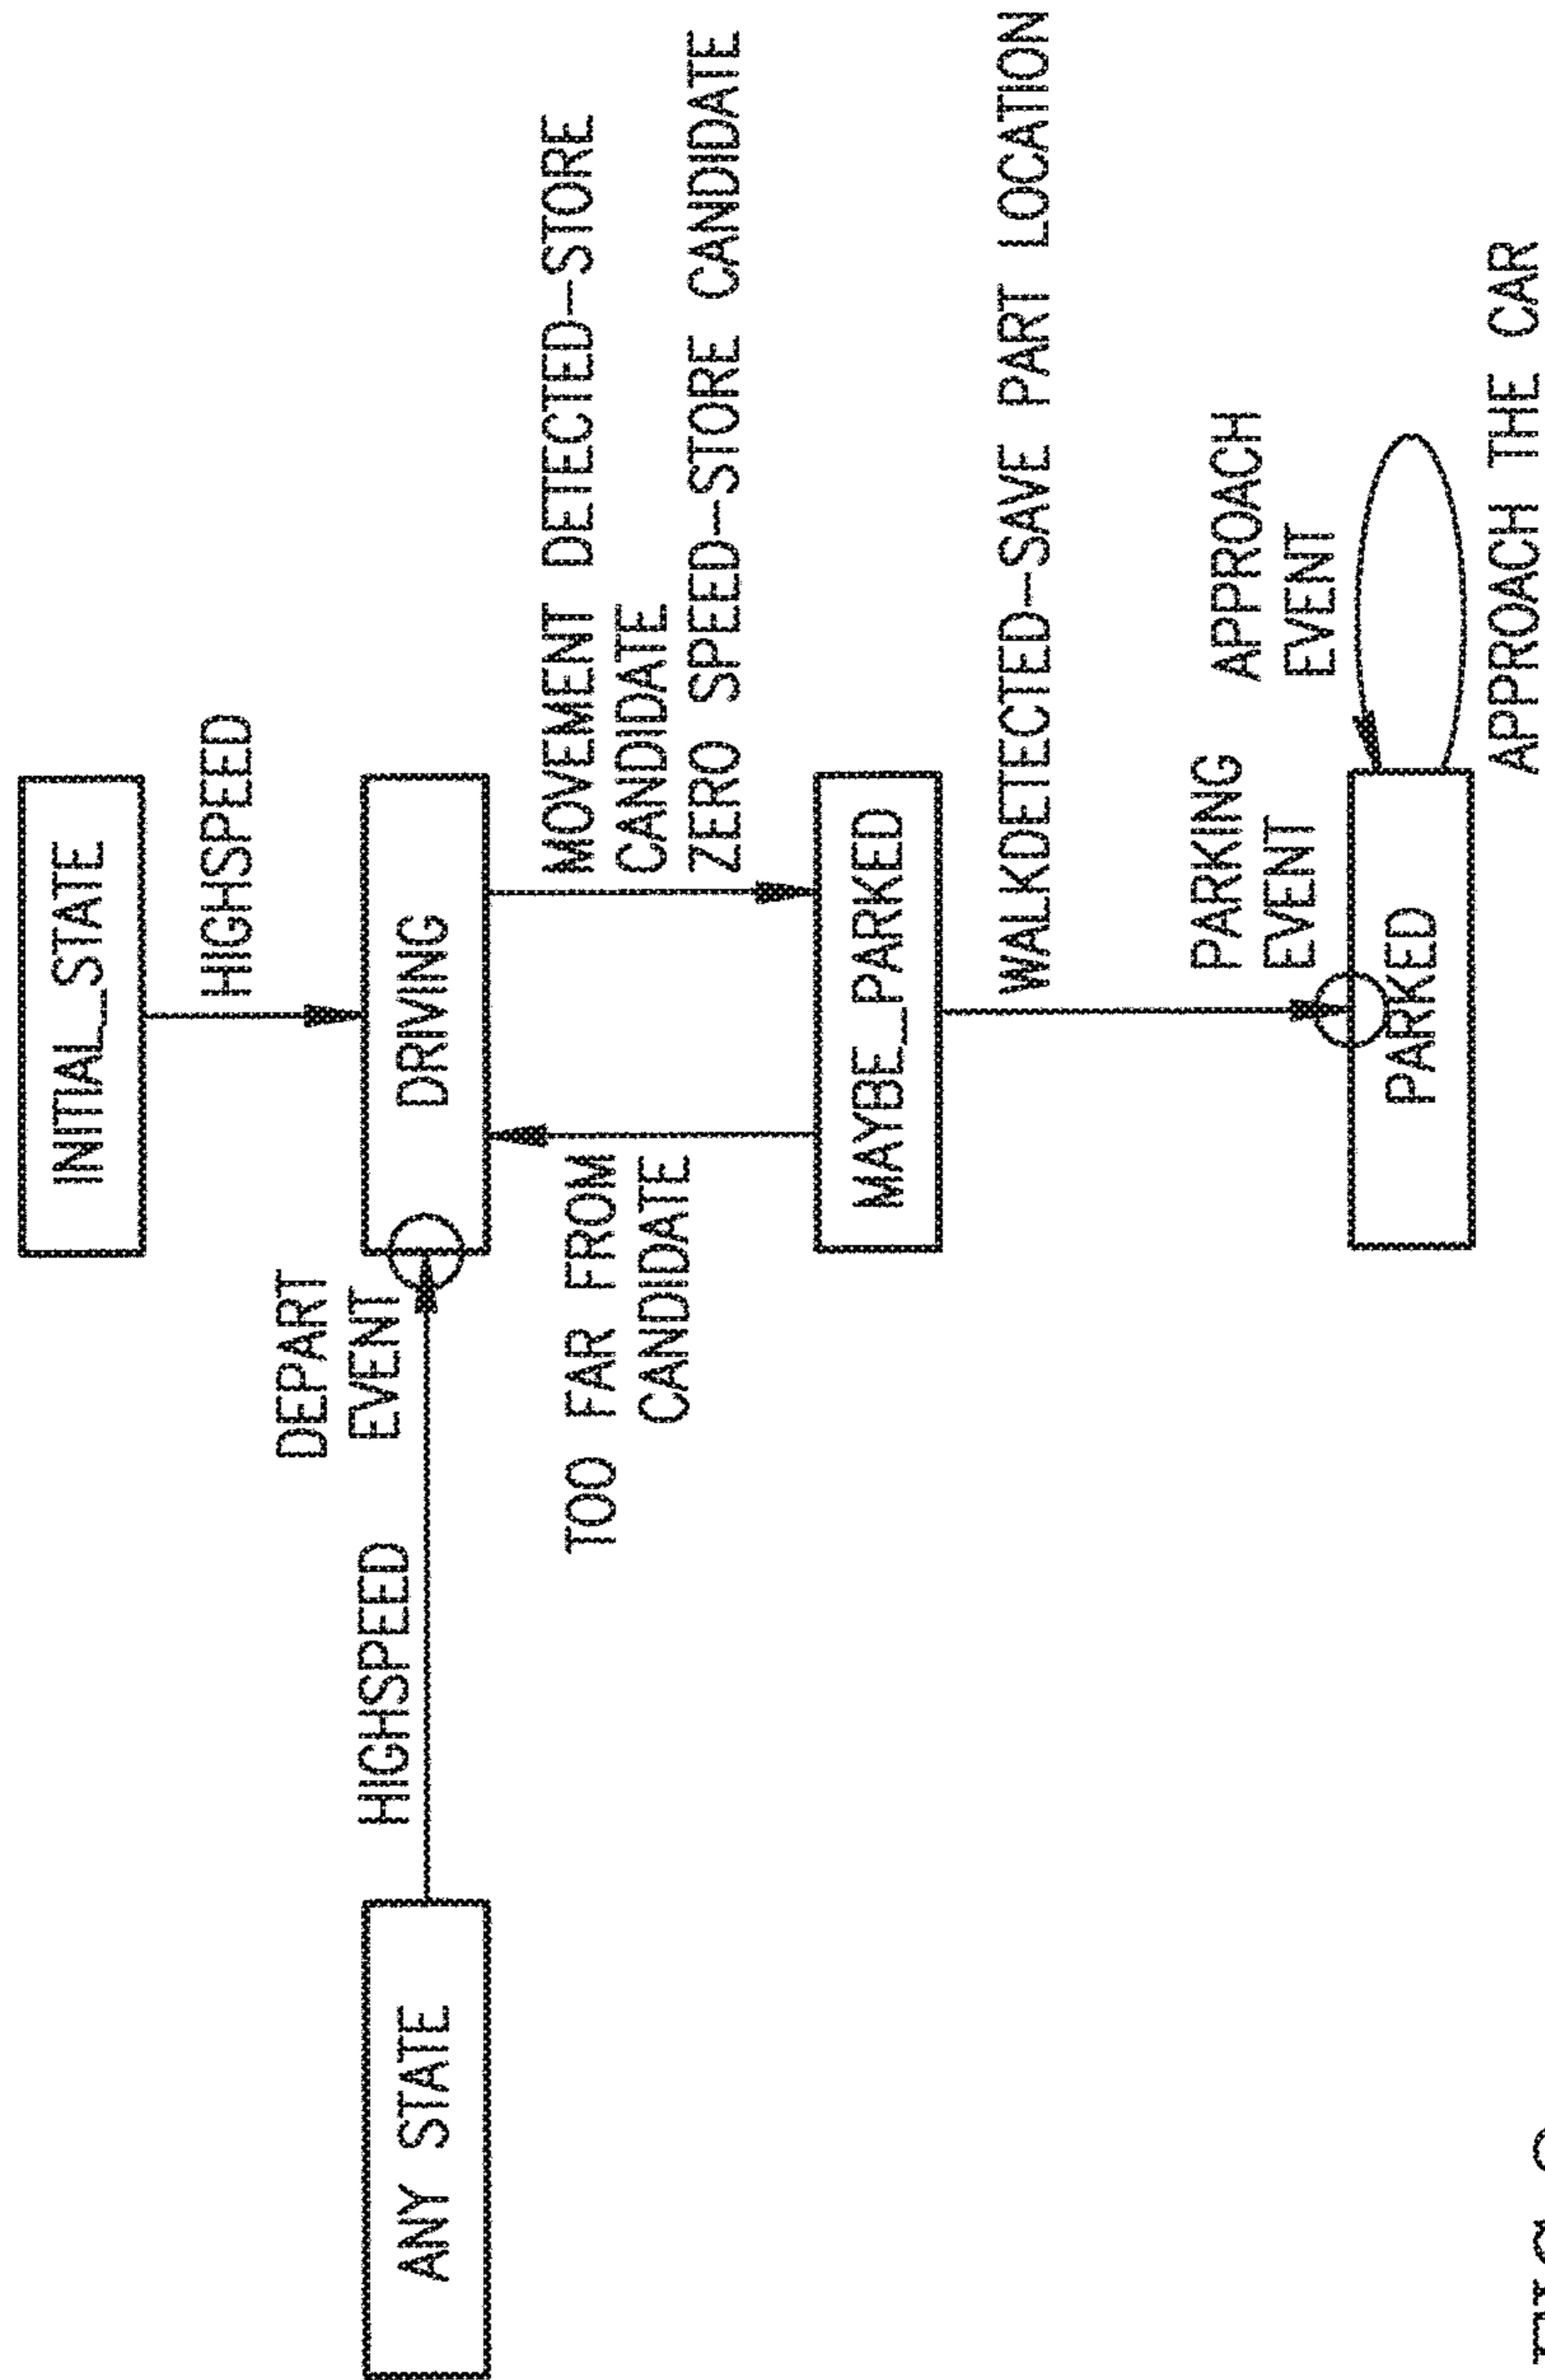 INITIAL_STATE
HIGHSPEED
DEPART
EVENT
HIGHSPEED
ANY STATE
DRIVING
MOVEMENT DETECTED—STORE
CANDIDATE
ZERO SPEED—STORE CANDIDATE
TOO FAR FROM
CANDIDATE
MAYBE_PARKED
WALKDETECTED—SAVE PART LOCATION
PARKING
EVENT
APPROACH
EVENT
PARKED
APPROACH THE CAR